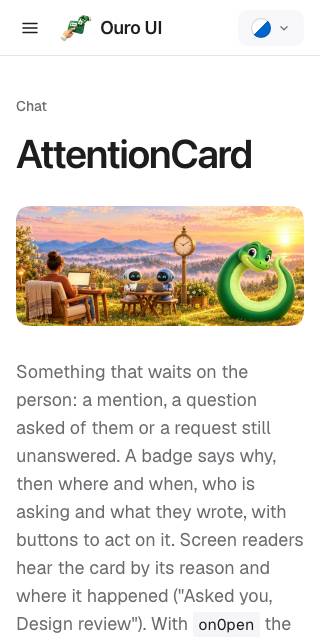 Ouro UI
Chat
AttentionCard
Something that waits on the
person: a mention, a question
asked of them or a request still
unanswered. A badge says why,
then where and when, who is
asking and what they wrote, with
buttons to act on it. Screen readers
hear the card by its reason and
where it happened ("Asked you,
Design review"). With onOpen the